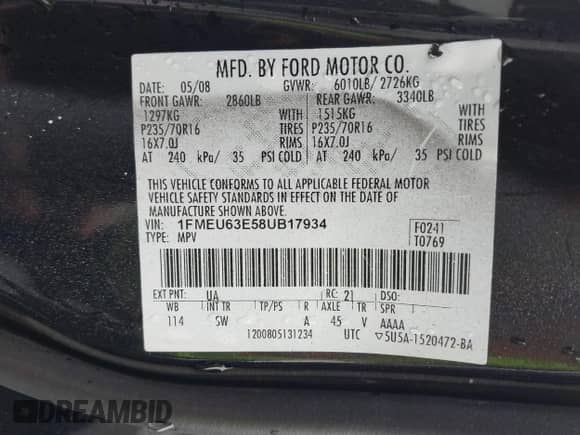 MFD. BY FORD MOTOR CO.
DATE: 05/08 GVWR: 6010LB/ 2726KG
FRONT GAWR: 2860LB REAR GAWR: 3340LB
1297KG WITH 1515KG WITH
P235/70R16 TIRES P235/70R16 TIRES
16X7.0J RIMS 16X7.0J RIMS
AT 240 kPa/ 35 PSI COLD AT 240 kPa/ 35 PSI COLD
THIS VEHICLE CONFORMS TO ALL APPLICABLE FEDERAL MOTOR
VEHICLE SAFETY STANDARDS IN EFFECT ON THE DATE OF
MANUFACTURE SHOWN ABOVE.
VIN: 1FMEU63E58UB17934 F0241
TYPE: MPV T0769
EXT PNT: UA RC: 21 DSO:
WB INT TR TP/PS R AXLE TR SPR
114 SW A 45 V AAAA
1200805131234 UTC ▽5U5A-1520472-BA
DREAMBID